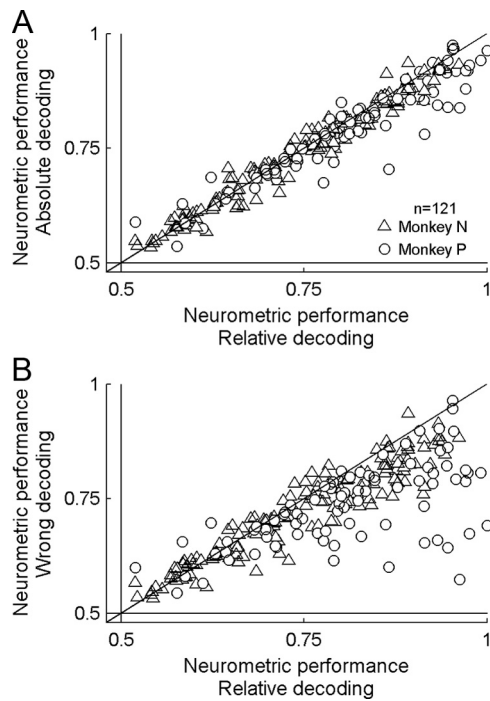 A
Neurometric performance
Absolute decoding
1
0.75
0.5
n=121
Monkey N
Monkey P
0.5
0.75
1
Neurometric performance
Relative decoding
B
Neurometric performance
Wrong decoding
1
0.75
0.5
0.5
0.75
1
Neurometric performance
Relative decoding